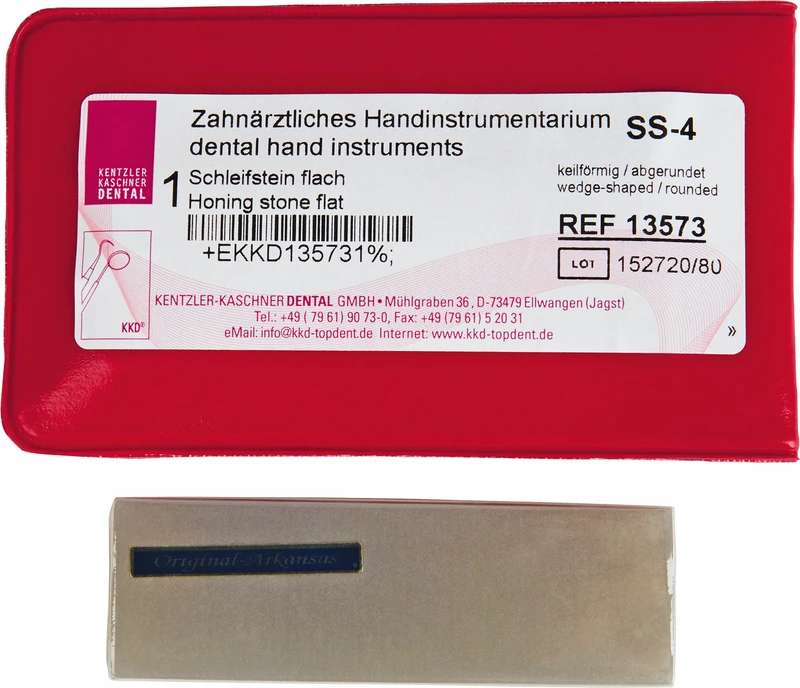 Zahnärztliches Handinstrumentarium SS-4
dental hand instruments
KENTZLER
KASCHNER
DENTAL
1 Schleifstein flach
Honing stone flat
keilförmig / abgerundet
wedge-shaped / rounded
+EKKD135731%;
REF 13573
LOT 152720/80
KKD®
KENTZLER-KASCHNER DENTAL GMBH • Mühlgraben 36, D-73479 Ellwangen (Jagst)
Tel.: +49 ( 79 61) 90 73-0, Fax: +49 (79 61) 5 20 31
eMail: info@kkd-topdent.de Internet: www.kkd-topdent.de
»
Original-Arkansas